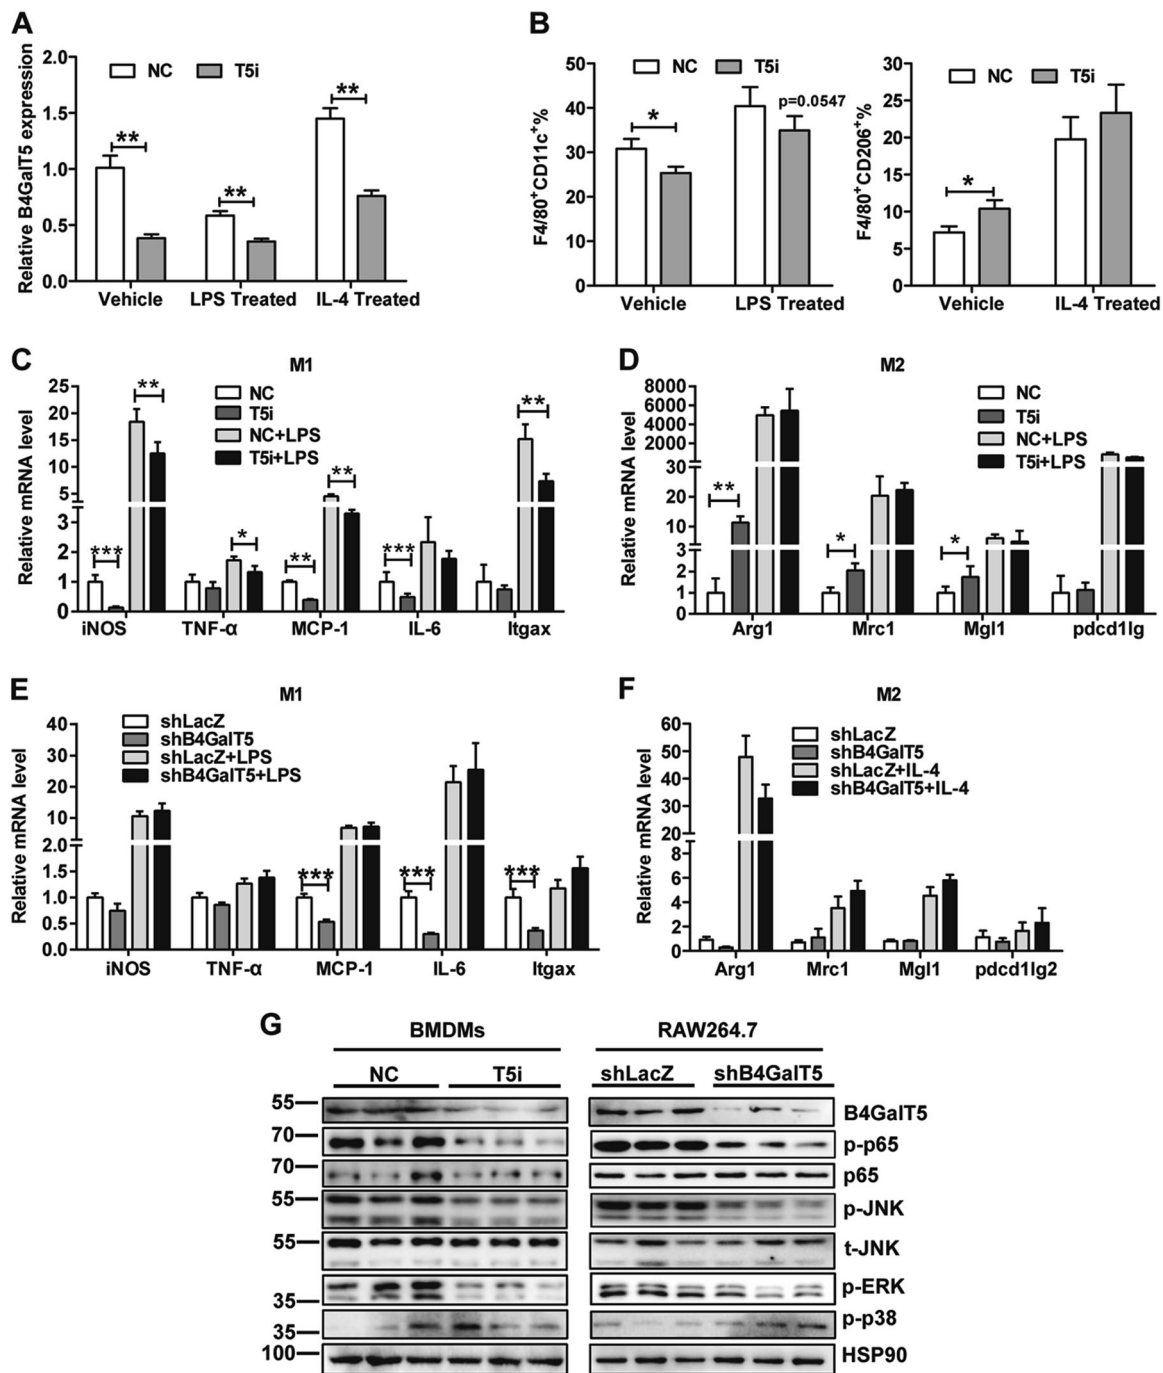 A
Relative B4GalT5 expression
2.0
1.5
1.0
0.5
0.0
NC
T5i
**
**
**
Vehicle
LPS Treated
IL-4 Treated
B
F4/80+CD11c+%
50
40
30
20
10
0
NC
T5i
*
p=0.0547
Vehicle
LPS Treated
F4/80+CD206+%
30
25
20
15
10
5
0
NC
T5i
*
Vehicle
IL-4 Treated
C
M1
Relative mRNA level
25
20
15
10
5
3
2
1
0
NC
T5i
NC+LPS
T5i+LPS
***
**
*
**
**
***
**
iNOS
TNF-α
MCP-1
IL-6
Itgax
D
M2
Relative mRNA level
8000
6000
4000
2000
30
20
10
3
2
1
0
NC
T5i
NC+LPS
T5i+LPS
**
*
*
Arg1
Mrc1
Mgl1
pdcd1lg
E
M1
Relative mRNA level
40
30
20
10
2.0
1.5
1.0
0.5
0.0
shLacZ
shB4GalT5
shLacZ+LPS
shB4GalT5+LPS
***
***
***
iNOS
TNF-α
MCP-1
IL-6
Itgax
F
M2
Relative mRNA level
60
50
40
30
20
8
6
4
2
0
shLacZ
shB4GalT5
shLacZ+IL-4
shB4GalT5+IL-4
Arg1
Mrc1
Mgl1
pdcd1lg2
G
BMDMs
RAW264.7
NC
T5i
shLacZ
shB4GalT5
55
B4GalT5
70
p-p65
70
p65
55
p-JNK
55
t-JNK
35
p-ERK
35
p-p38
100
HSP90